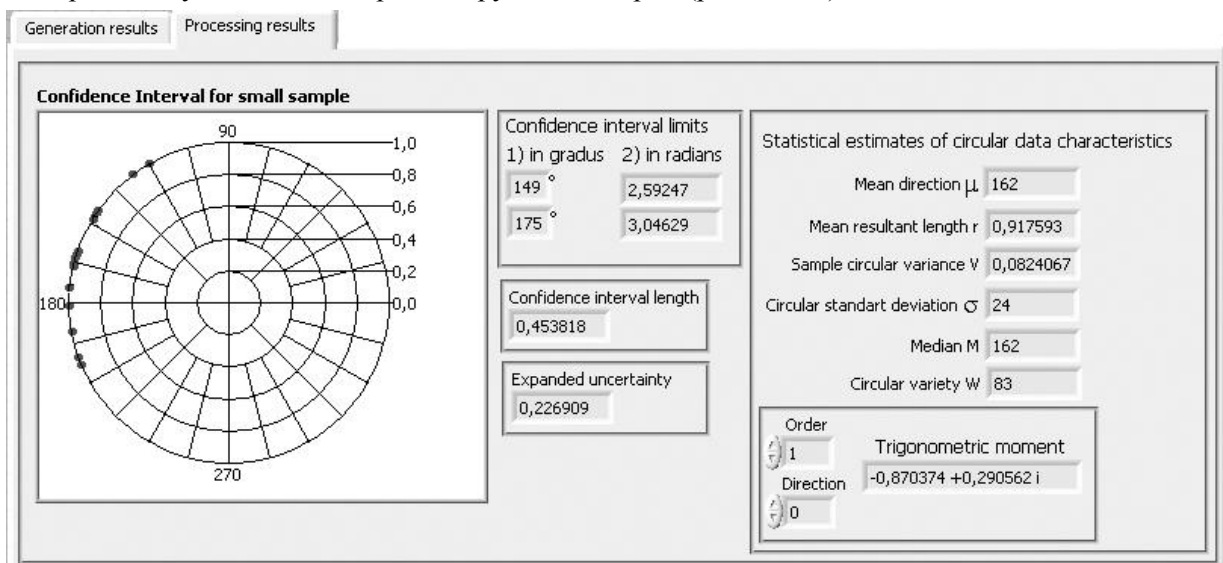 Generation results
Processing results
Confidence Interval for small sample
90
1,0
0,8
0,6
0,4
0,2
180
0,0
270
Confidence interval limits
1) in gradus 2) in radians
149 ° 2,59247
175 ° 3,04629
Confidence interval length
0,453818
Expanded uncertainty
0,226909
Statistical estimates of circular data characteristics
Mean direction μ 162
Mean resultant length r 0,917593
Sample circular variance V 0,0824067
Circular standart deviation σ 24
Median M 162
Circular variety W 83
Order
1
Trigonometric moment
-0,870374 +0,290562 i
Direction
0